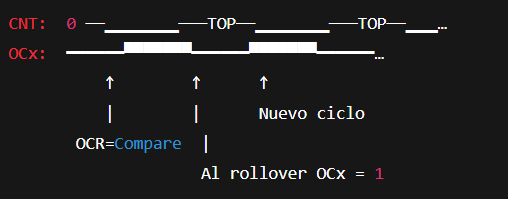 CNT: 0 ──▁▁▁▁▁▁▁▁───TOP──▁▁▁▁▁▁▁▁───TOP──▁▁▁…
OCx: ──────▀▀▀▀▀▀▀──────▀▀▀▀▀▀▀──────…
↑ ↑ ↑
│ │ Nuevo ciclo
OCR=Compare │
Al rollover OCx = 1